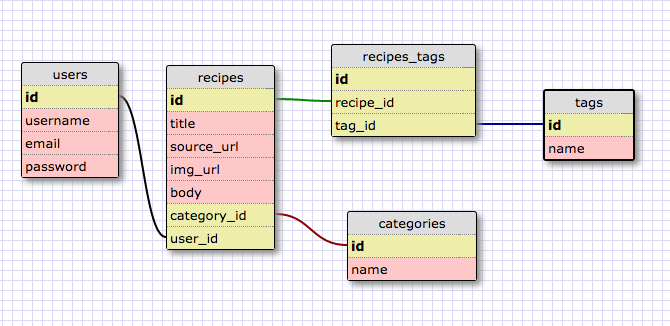 users
id
username
email
password
recipes
id
title
source_url
img_url
body
category_id
user_id
recipes_tags
id
recipe_id
tag_id
tags
id
name
categories
id
name